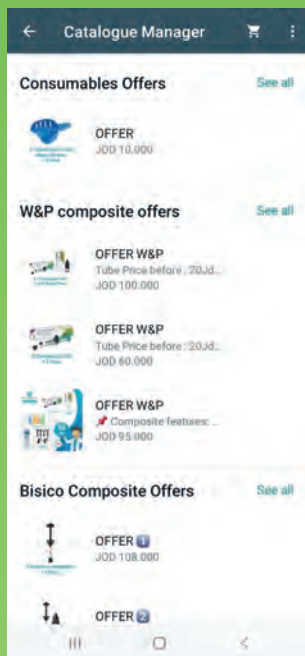 Catalogue Manager
Consumables Offers
See all
OFFER
JOD 10.000
W&P composite offers
See all
OFFER W&P
Tube Price before : 20Jd...
JOD 100.000
OFFER W&P
Tube Price before : 20Jd...
JOD 60.000
OFFER W&P
📌 Composite features: ...
JOD 95.000
Bisico Composite Offers
See all
OFFER 1️⃣
JOD 108.000
OFFER 2️⃣